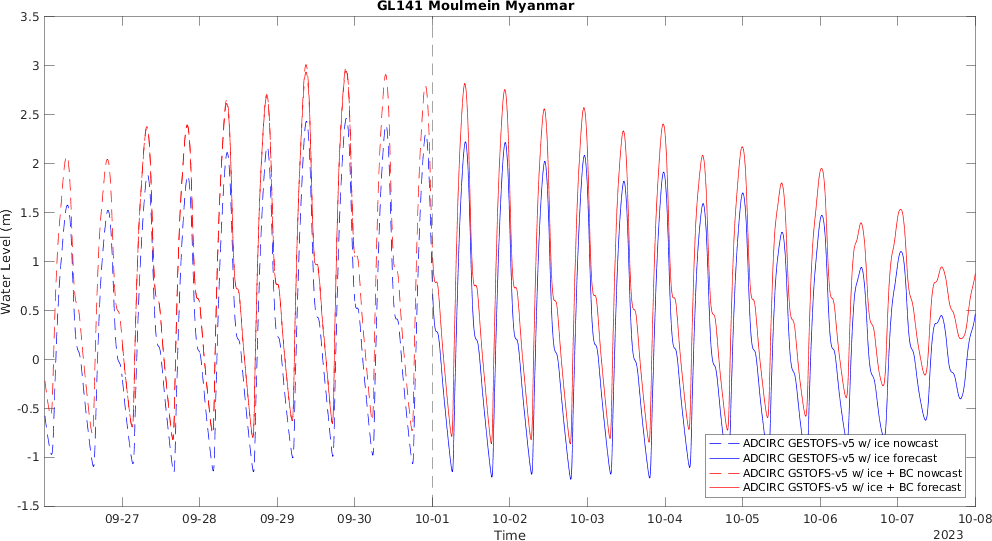 GL141 Moulmein Myanmar
3.5
3
2.5
2
1.5
1
0.5
0
-0.5
-1
-1.5
Water Level (m)
ADCIRC GESTOFS-v5 w/ ice nowcast
ADCIRC GESTOFS-v5 w/ ice forecast
ADCIRC GSTOFS-v5 w/ ice + BC nowcast
ADCIRC GSTOFS-v5 w/ ice + BC forecast
09-27 09-28 09-29 09-30 10-01 10-02 10-03 10-04 10-05 10-06 10-07 10-08
Time
2023